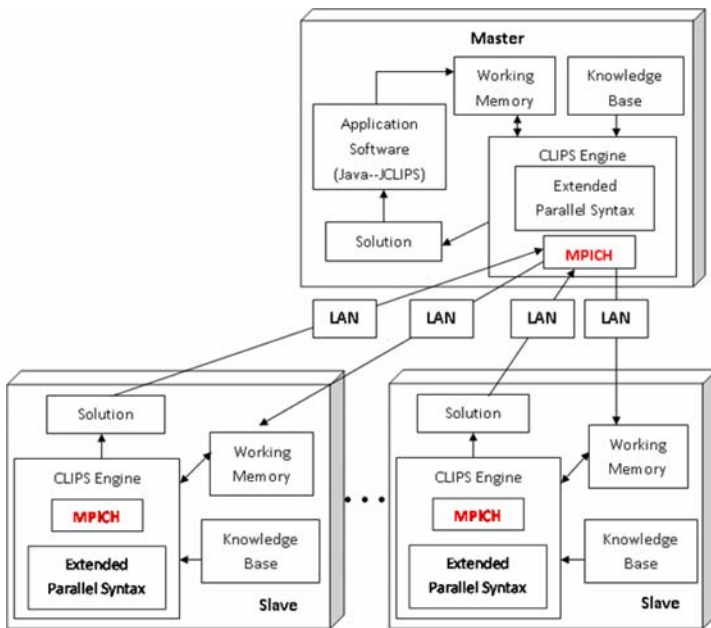 Master
Working
Memory
Knowledge
Base
Application
Software
(Java--JCLIPS)
CLIPS Engine
Extended
Parallel Syntax
Solution
MPICH
LAN
LAN
LAN
LAN
Solution
Working
Memory
CLIPS Engine
MPICH
Knowledge
Base
Extended
Parallel Syntax
Slave
Solution
Working
Memory
CLIPS Engine
MPICH
Knowledge
Base
Extended
Parallel Syntax
Slave